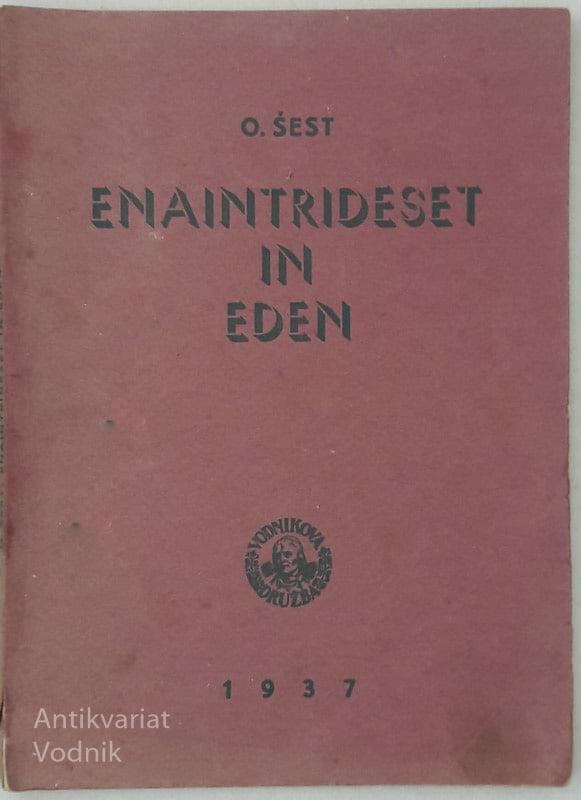 O. ŠEST
ENAINTRIDESET
IN
EDEN
VODNIKOVA
DRUŽBA
1937
Antikvariat
Vodnik